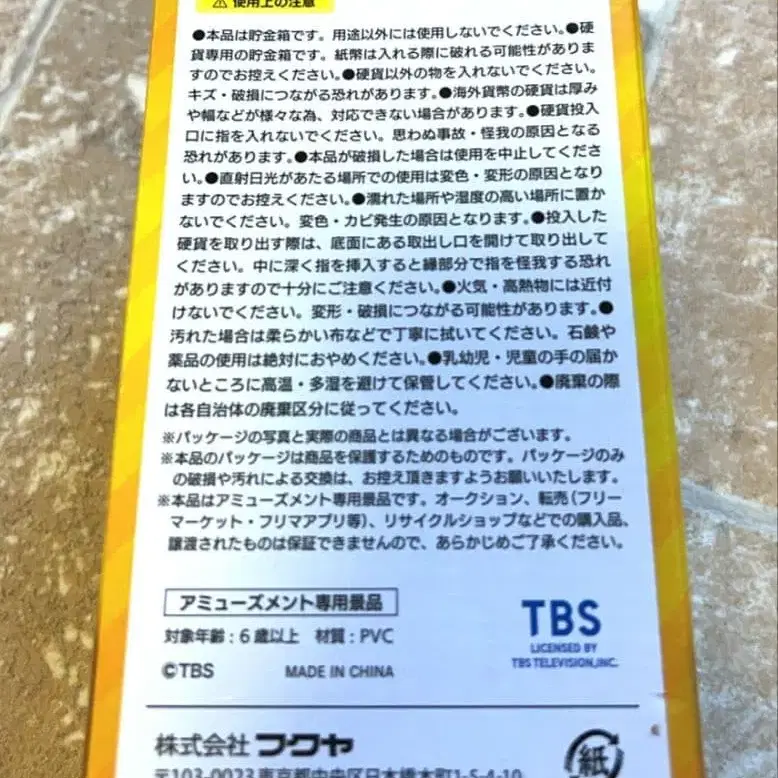 ⚠ 使用上の注意
●本品は貯金箱です。用途以外には使用しないでください。●硬
貨専用の貯金箱です。紙幣は入れる際に破れる可能性がありま
すのでお控えください。●硬貨以外の物を入れないでください。
キズ・破損につながる恐れがあります。●海外貨幣の硬貨は厚み
や幅などが様々な為、対応できない場合があります。●硬貨投入
口に指を入れないでください。思わぬ事故・怪我の原因となる
恐れがあります。●本品が破損した場合は使用を中止してくださ
い。●直射日光があたる場所での使用は変色・変形の原因となり
ますのでお控えください。●濡れた場所や湿度の高い場所に置か
ないでください。変色・カビ発生の原因となります。●投入した
硬貨を取り出す際は、底面にある取出し口を開けて取り出して
ください。中に深く指を挿入すると縁部分で指を怪我する恐れ
がありますので十分にご注意ください。●火気・高熱物には近付
けないでください。変形・破損につながる可能性があります。●
汚れた場合は柔らかい布などで丁寧に拭いてください。石鹸や
薬品の使用は絶対におやめください。●乳幼児・児童の手の届か
ないところに高温・多湿を避けて保管してください。●廃棄の際
は各自治体の廃棄区分に従ってください。
※パッケージの写真と実際の商品とは異なる場合がございます。
※本品のパッケージは商品を保護するためのものです。パッケージのみ
の破損や汚れによる交換は、お控え頂きますようお願いいたします。
※本品はアミューズメント専用景品です。オークション、転売(フリー
マーケット・フリマアプリ等)、リサイクルショップなどでの購入品、
譲渡されたものは保証できませんので、あらかじめご了承ください。
アミューズメント専用景品
対象年齢:6歳以上 材質:PVC
©TBS MADE IN CHINA
TBS
LICENSED BY
TBS TELEVISION,INC.
株式会社 フクヤ
〒103-0023 東京都中央区日本橋本町1-5-4-10
紙